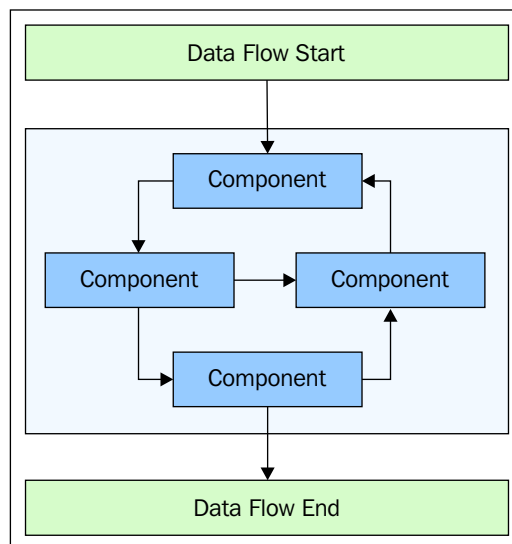 Data Flow Start
Component
Component
Component
Component
Data Flow End